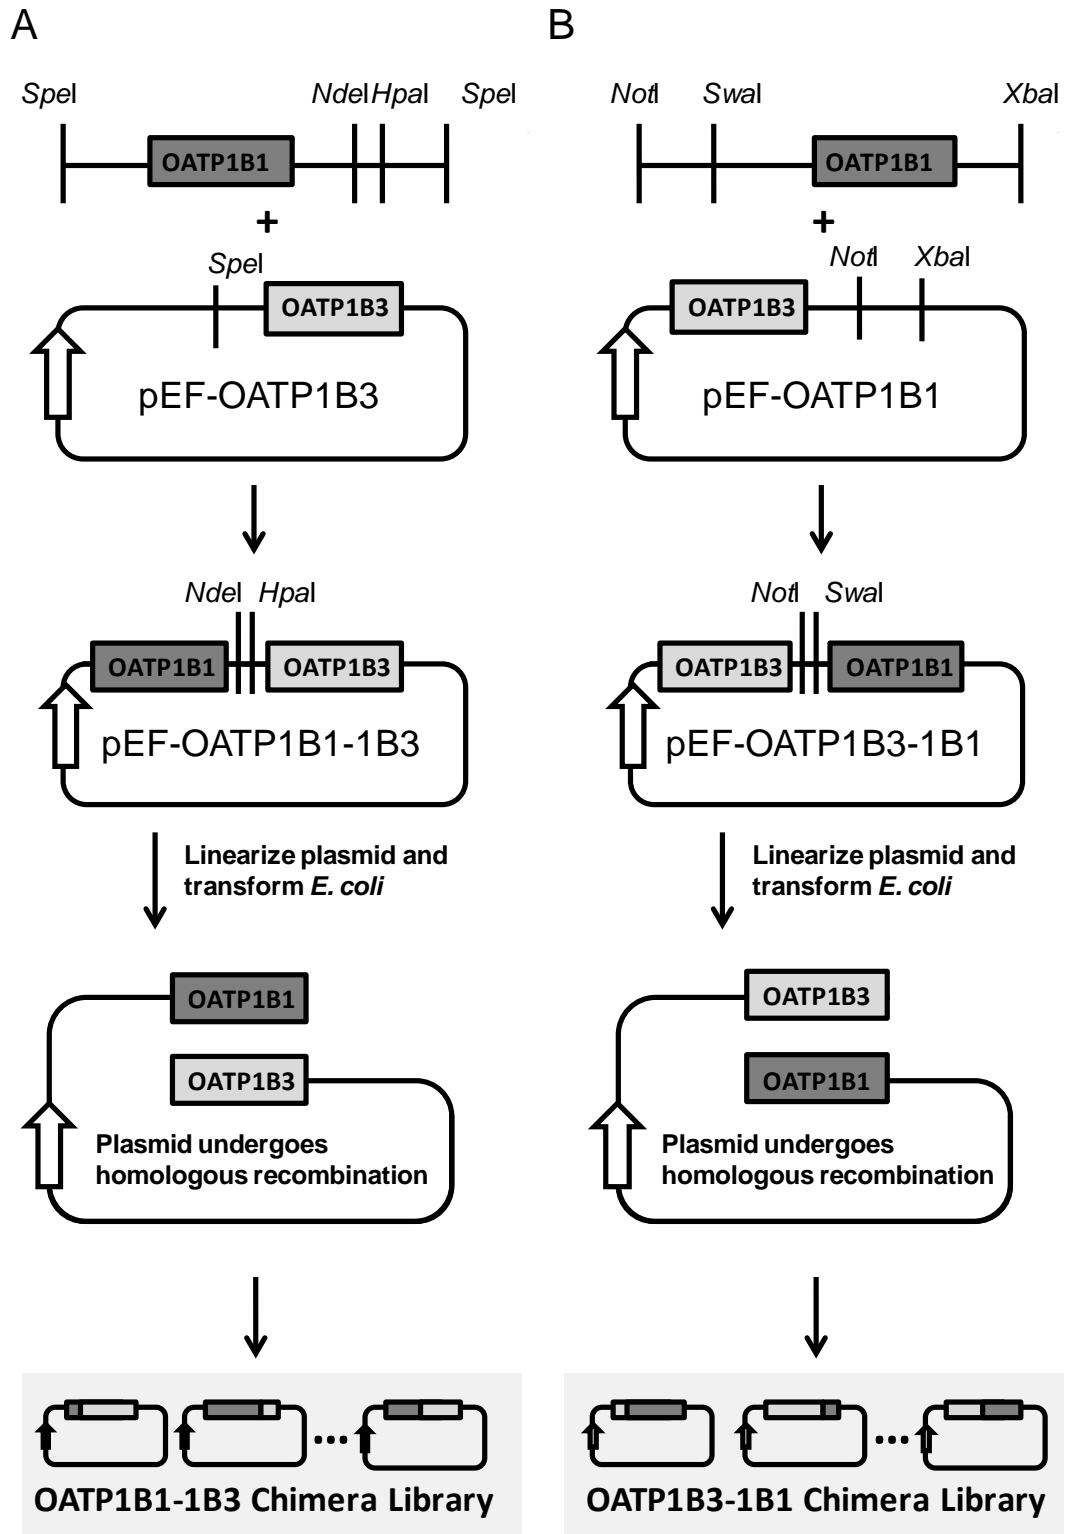 A
SpeI NdeI HpaI SpeI
OATP1B1
+
SpeI
OATP1B3
pEF-OATP1B3
NdeI HpaI
OATP1B1 OATP1B3
pEF-OATP1B1-1B3
Linearize plasmid and
transform E. coli
OATP1B1
OATP1B3
Plasmid undergoes
homologous recombination
OATP1B1-1B3 Chimera Library
B
NotI SwaI XbaI
OATP1B1
+
NotI XbaI
OATP1B3
pEF-OATP1B1
NotI SwaI
OATP1B3 OATP1B1
pEF-OATP1B3-1B1
Linearize plasmid and
transform E. coli
OATP1B3
OATP1B1
Plasmid undergoes
homologous recombination
OATP1B3-1B1 Chimera Library